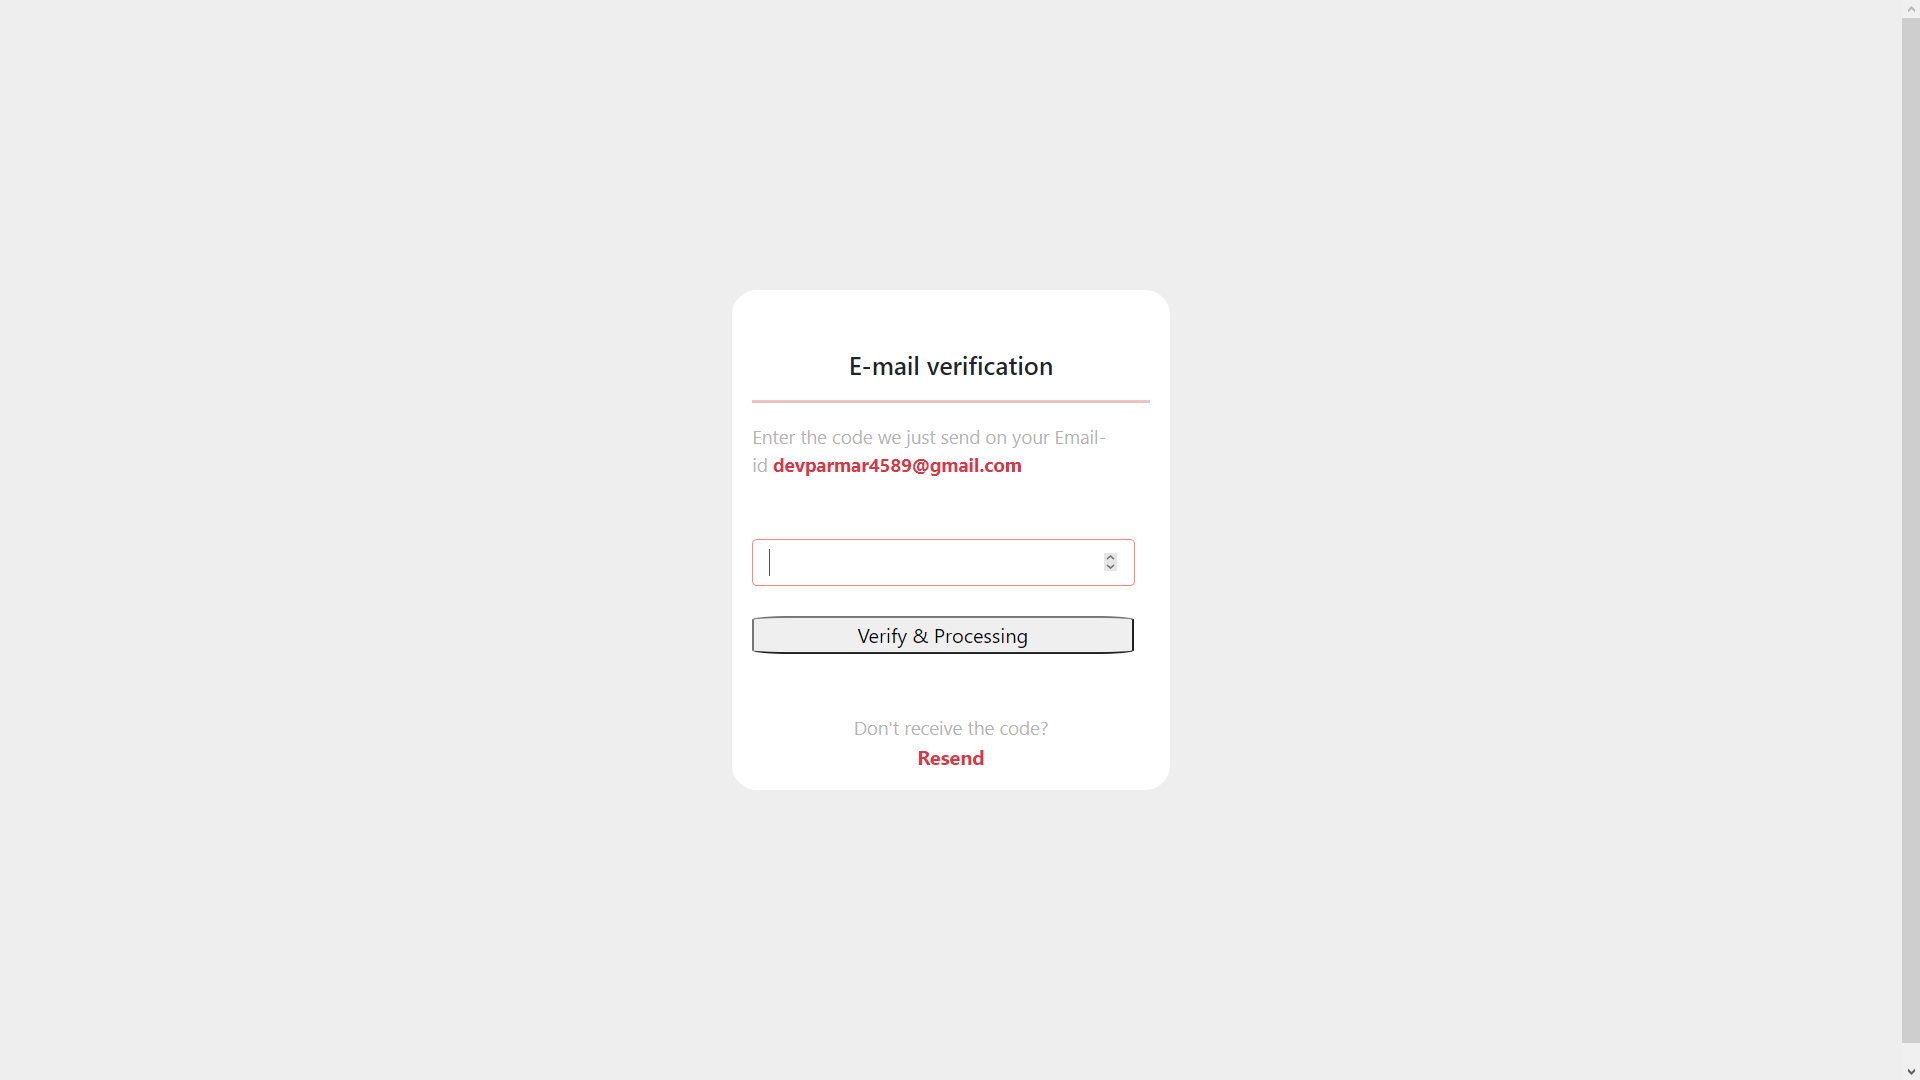 E-mail verification
Enter the code we just send on your Email-
id devparmar4589@gmail.com
Verify & Processing
Don't receive the code?
Resend